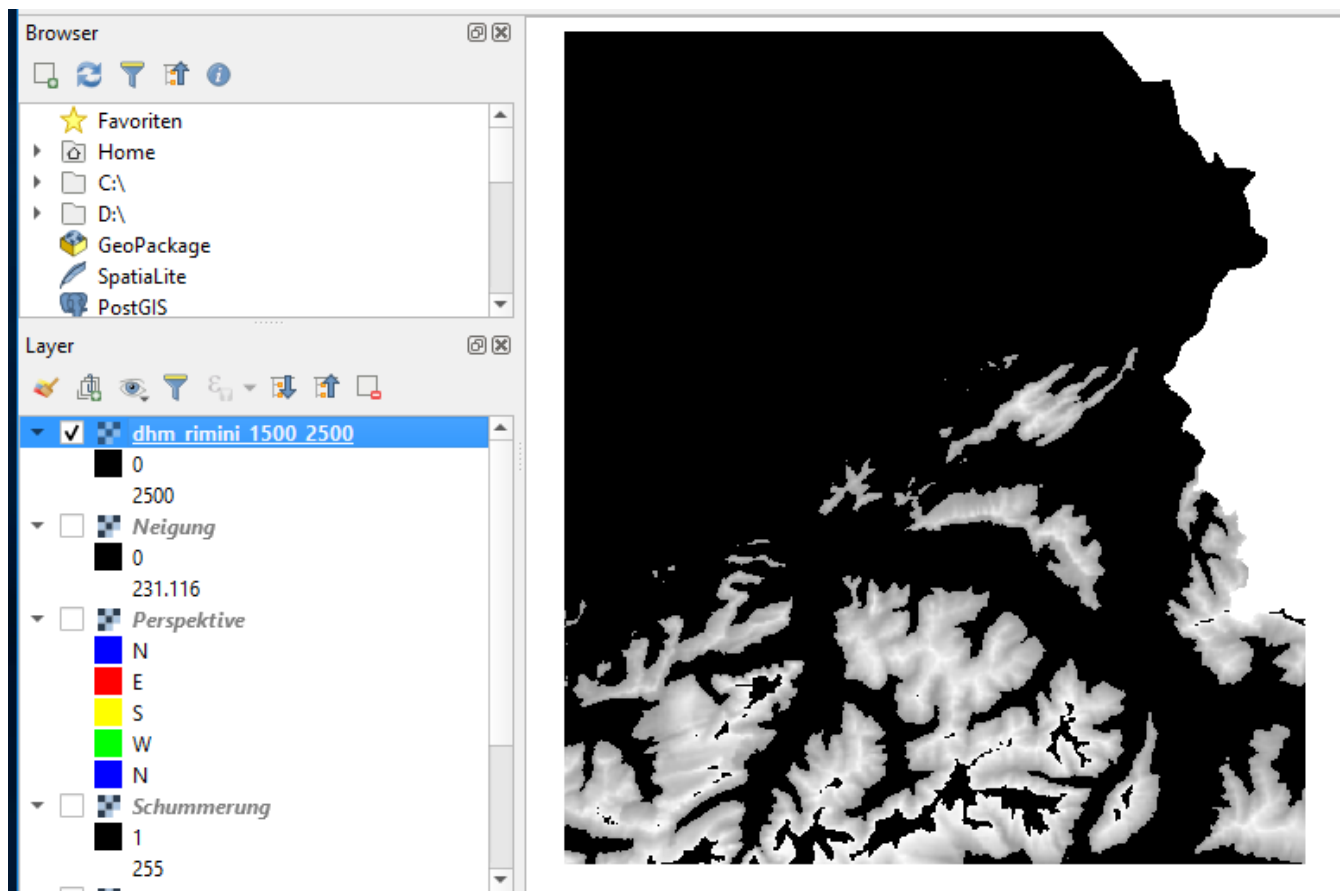 Browser
Favoriten
Home
C:\
D:\
GeoPackage
SpatiaLite
PostGIS
Layer
dhm_rimini_1500_2500
0
2500
Neigung
0
231.116
Perspektive
N
E
S
W
N
Schummerung
1
255